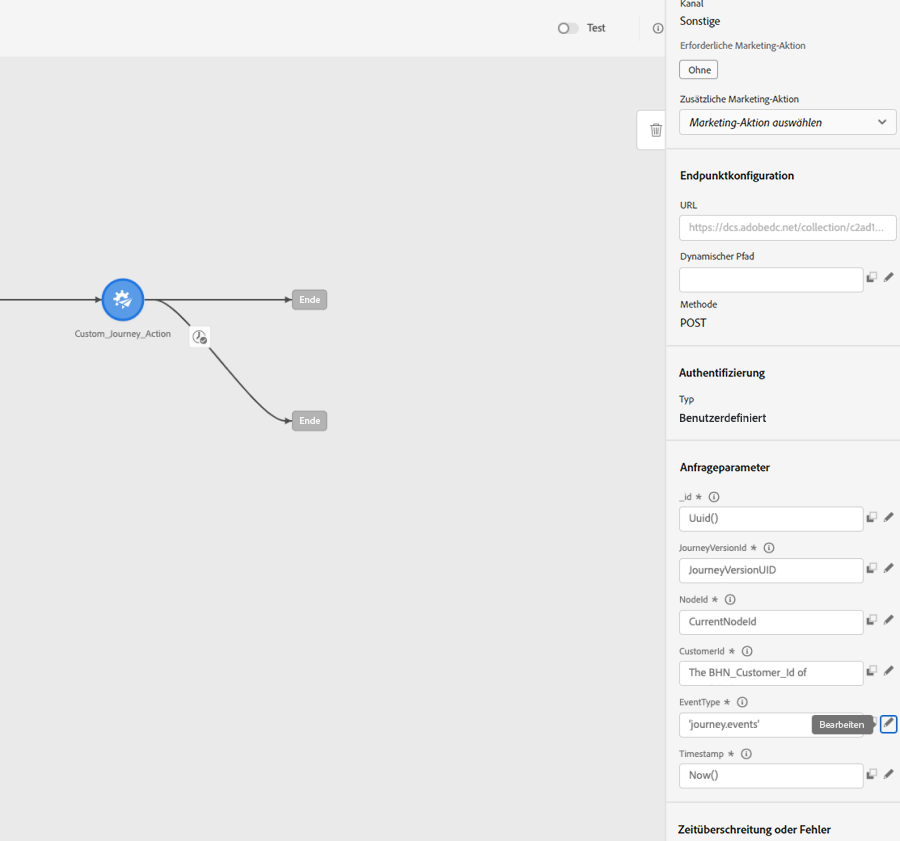 Test
Ende
Custom_Journey_Action
Ende
Kanal
Sonstige
Erforderliche Marketing-Aktion
Ohne
Zusätzliche Marketing-Aktion
Marketing-Aktion auswählen
Endpunktkonfiguration
URL
https://dcs.adobedc.net/collection/c2ad1...
Dynamischer Pfad
Methode
POST
Authentifizierung
Typ
Benutzerdefiniert
Anfrageparameter
_id *
Uuid()
JourneyVersionId *
JourneyVersionUID
NodeId *
CurrentNodeId
CustomerId *
The BHN_Customer_Id of
EventType *
'journey.events'
Bearbeiten
Timestamp *
Now()
Zeitüberschreitung oder Fehler